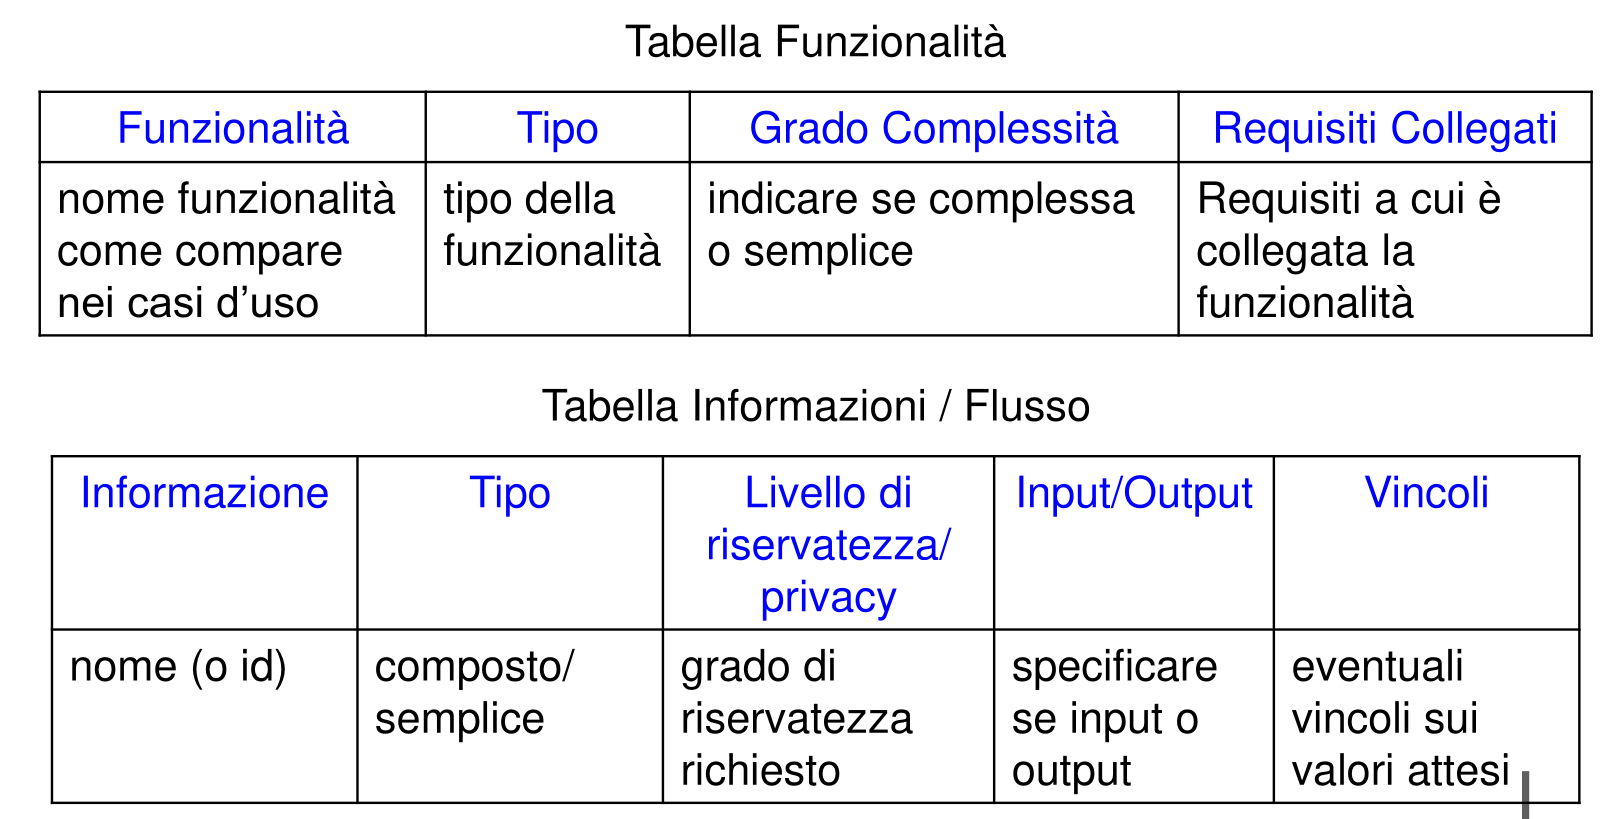 Tabella Funzionalità
Funzionalità Tipo Grado Complessità Requisiti Collegati
nome funzionalità tipo della indicare se complessa Requisiti a cui è
come compare funzionalità o semplice collegata la
nei casi d’uso funzionalità
Tabella Informazioni / Flusso
Informazione Tipo Livello di Input/Output Vincoli
riservatezza/
privacy
nome (o id) composto/ grado di specificare eventuali
semplice riservatezza se input o vincoli sui
richiesto output valori attesi